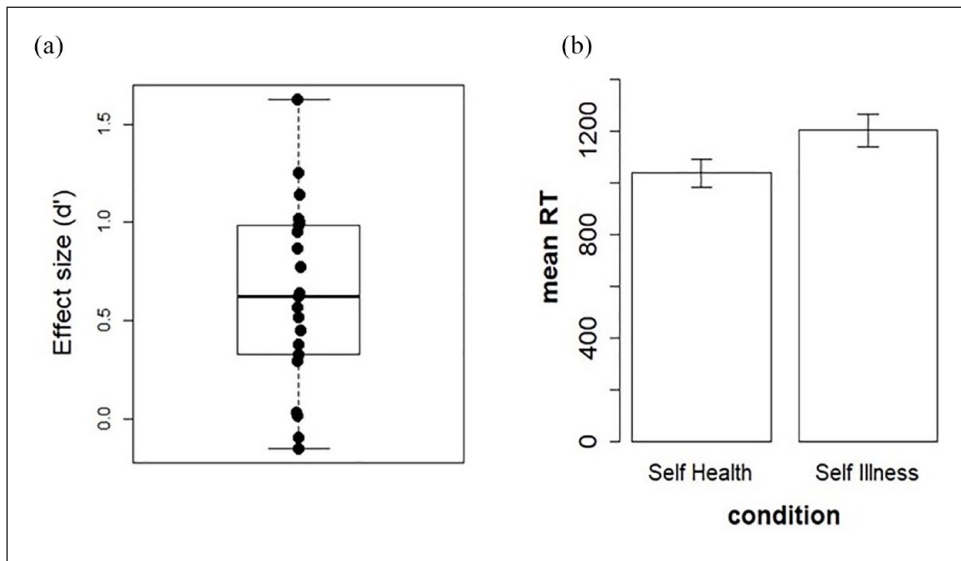 (a)
Effect size (d')
1.5
1.0
0.5
0.0
(b)
mean RT
1200
800
400
0
Self Health
Self Illness
condition